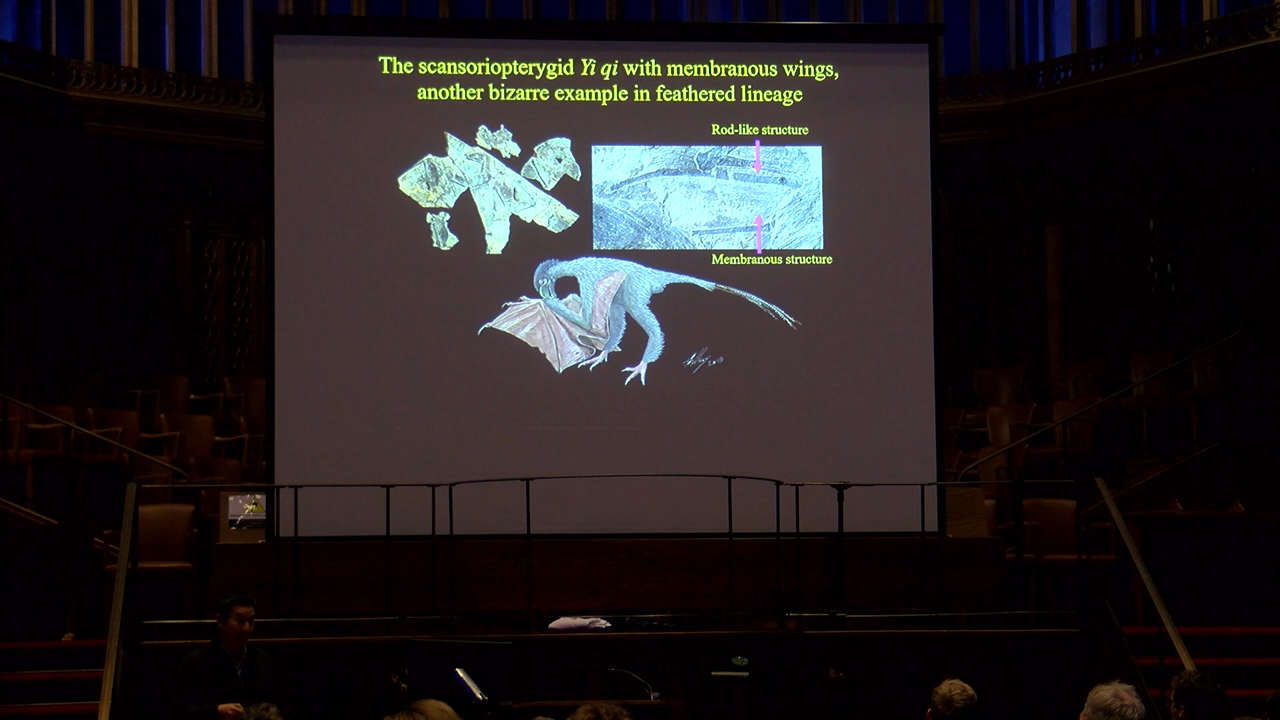 The scansoriopterygid Yi qi with membranous wings,
another bizarre example in feathered lineage
Rod-like structure
Membranous structure